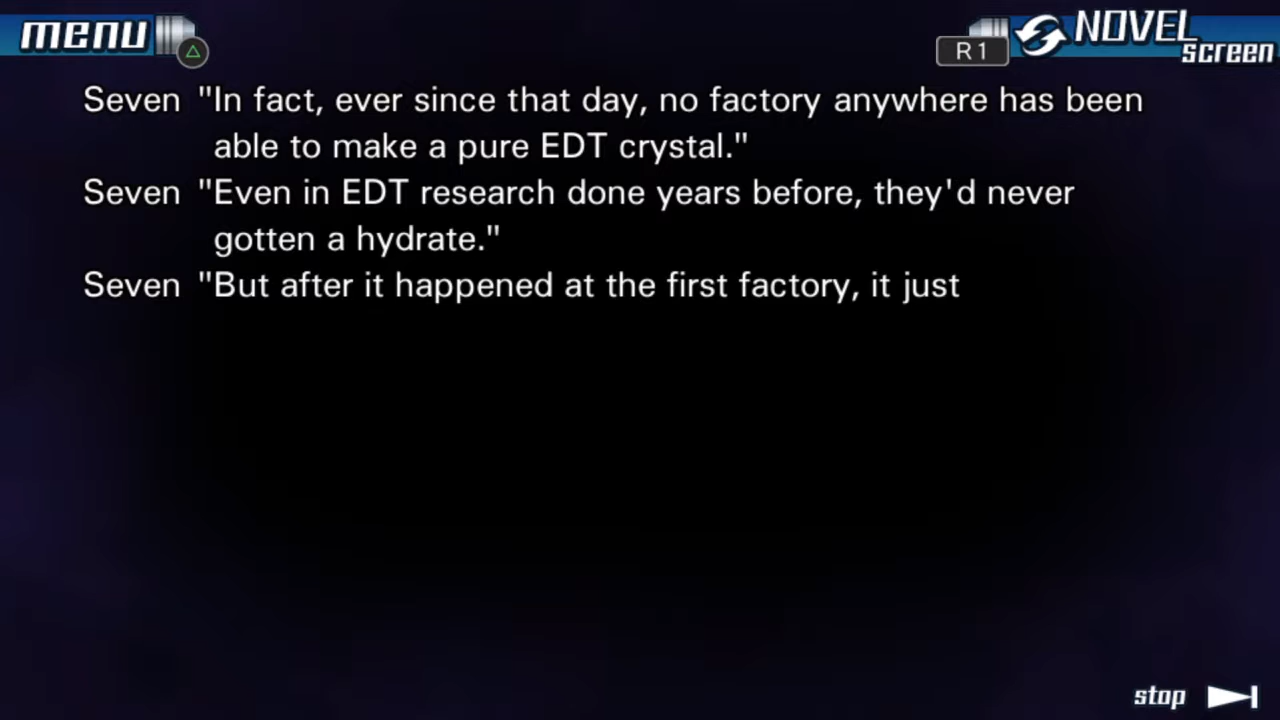 menu
R1
NOVEL
screen
Seven "In fact, ever since that day, no factory anywhere has been
able to make a pure EDT crystal."
Seven "Even in EDT research done years before, they'd never
gotten a hydrate."
Seven "But after it happened at the first factory, it just
stop